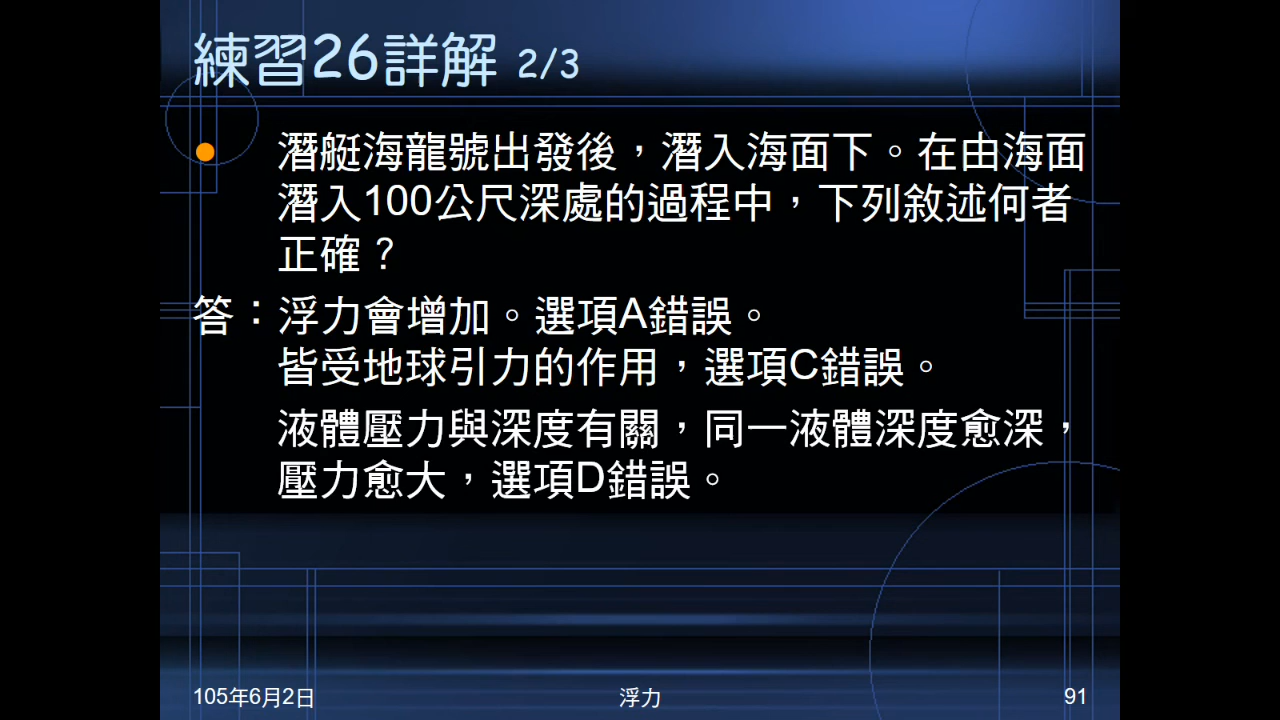 練習26詳解 2/3
潛艇海龍號出發後，潛入海面下。在由海面
潛入100公尺深處的過程中，下列敘述何者
正確？
答：浮力會增加。選項A錯誤。
皆受地球引力的作用，選項C錯誤。
液體壓力與深度有關，同一液體深度愈深，
壓力愈大，選項D錯誤。
105年6月2日
浮力
91